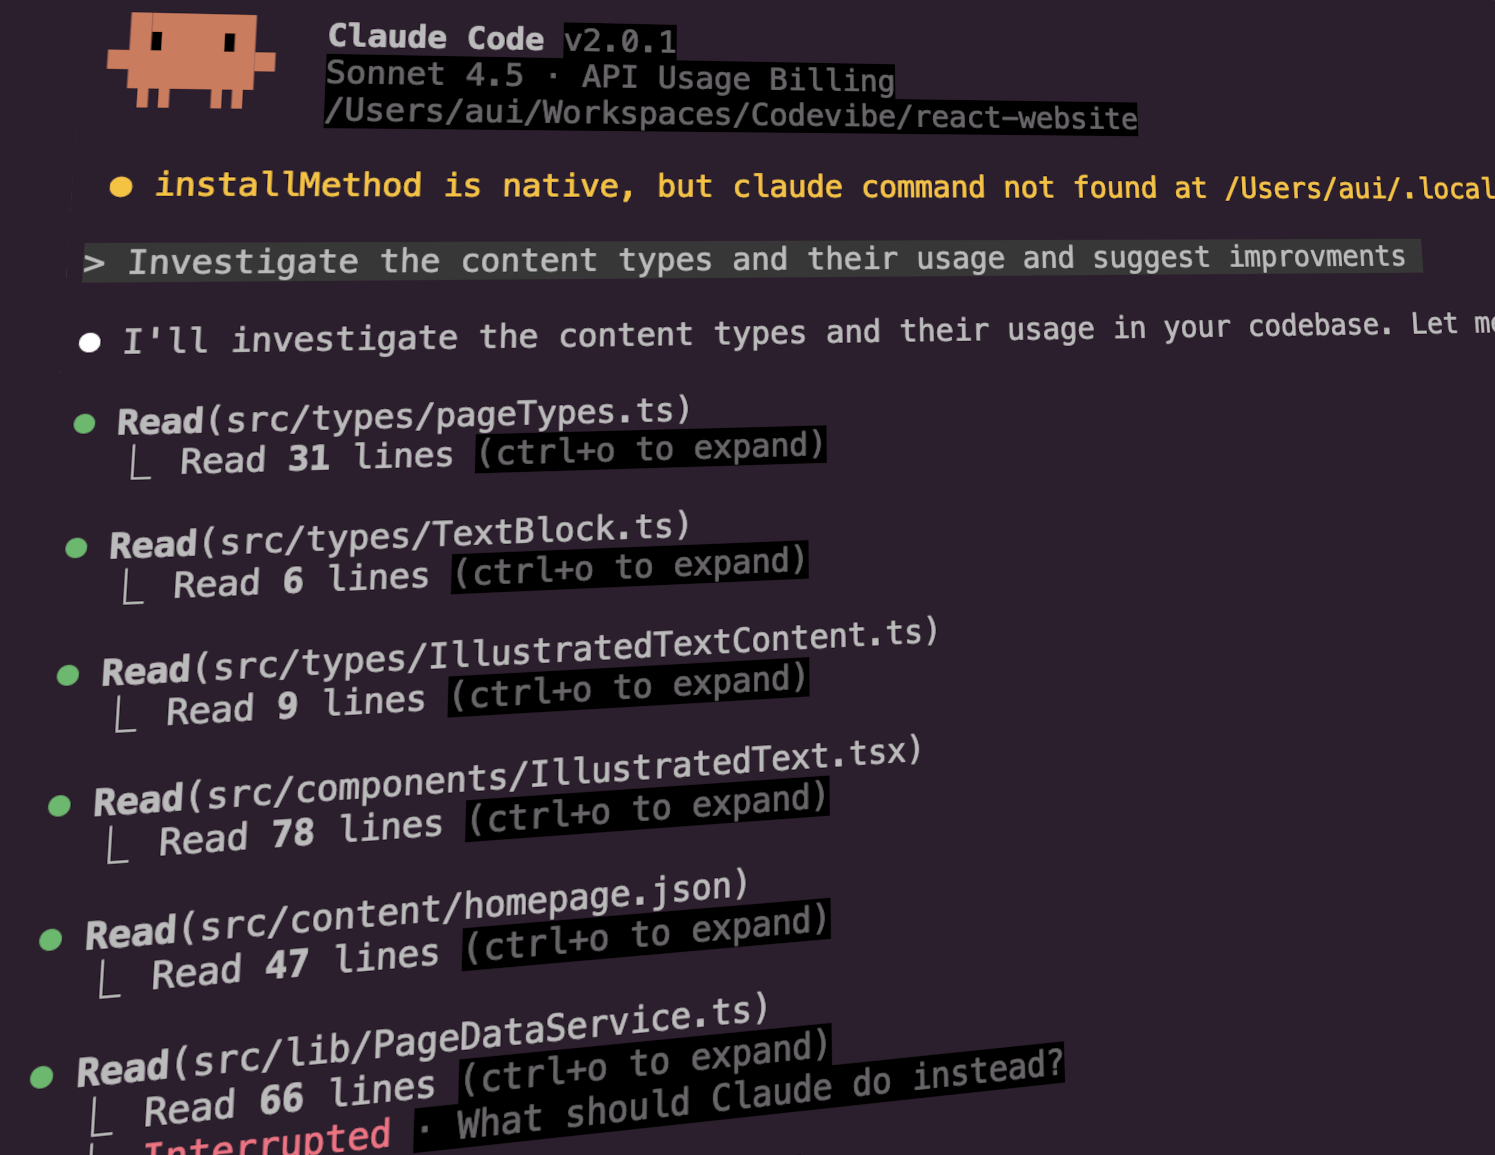 Claude Code v2.0.1
Sonnet 4.5 · API Usage Billing
/Users/aui/Workspaces/Codevibe/react-website
● installMethod is native, but claude command not found at /Users/aui/.local
> Investigate the content types and their usage and suggest improvments
● I'll investigate the content types and their usage in your codebase. Let me
● Read(src/types/pageTypes.ts)
⎿ Read 31 lines (ctrl+o to expand)
● Read(src/types/TextBlock.ts)
⎿ Read 6 lines (ctrl+o to expand)
● Read(src/types/IllustratedTextContent.ts)
⎿ Read 9 lines (ctrl+o to expand)
● Read(src/components/IllustratedText.tsx)
⎿ Read 78 lines (ctrl+o to expand)
● Read(src/content/homepage.json)
⎿ Read 47 lines (ctrl+o to expand)
● Read(src/lib/PageDataService.ts)
⎿ Read 66 lines (ctrl+o to expand)
⎿ Interrupted · What should Claude do instead?